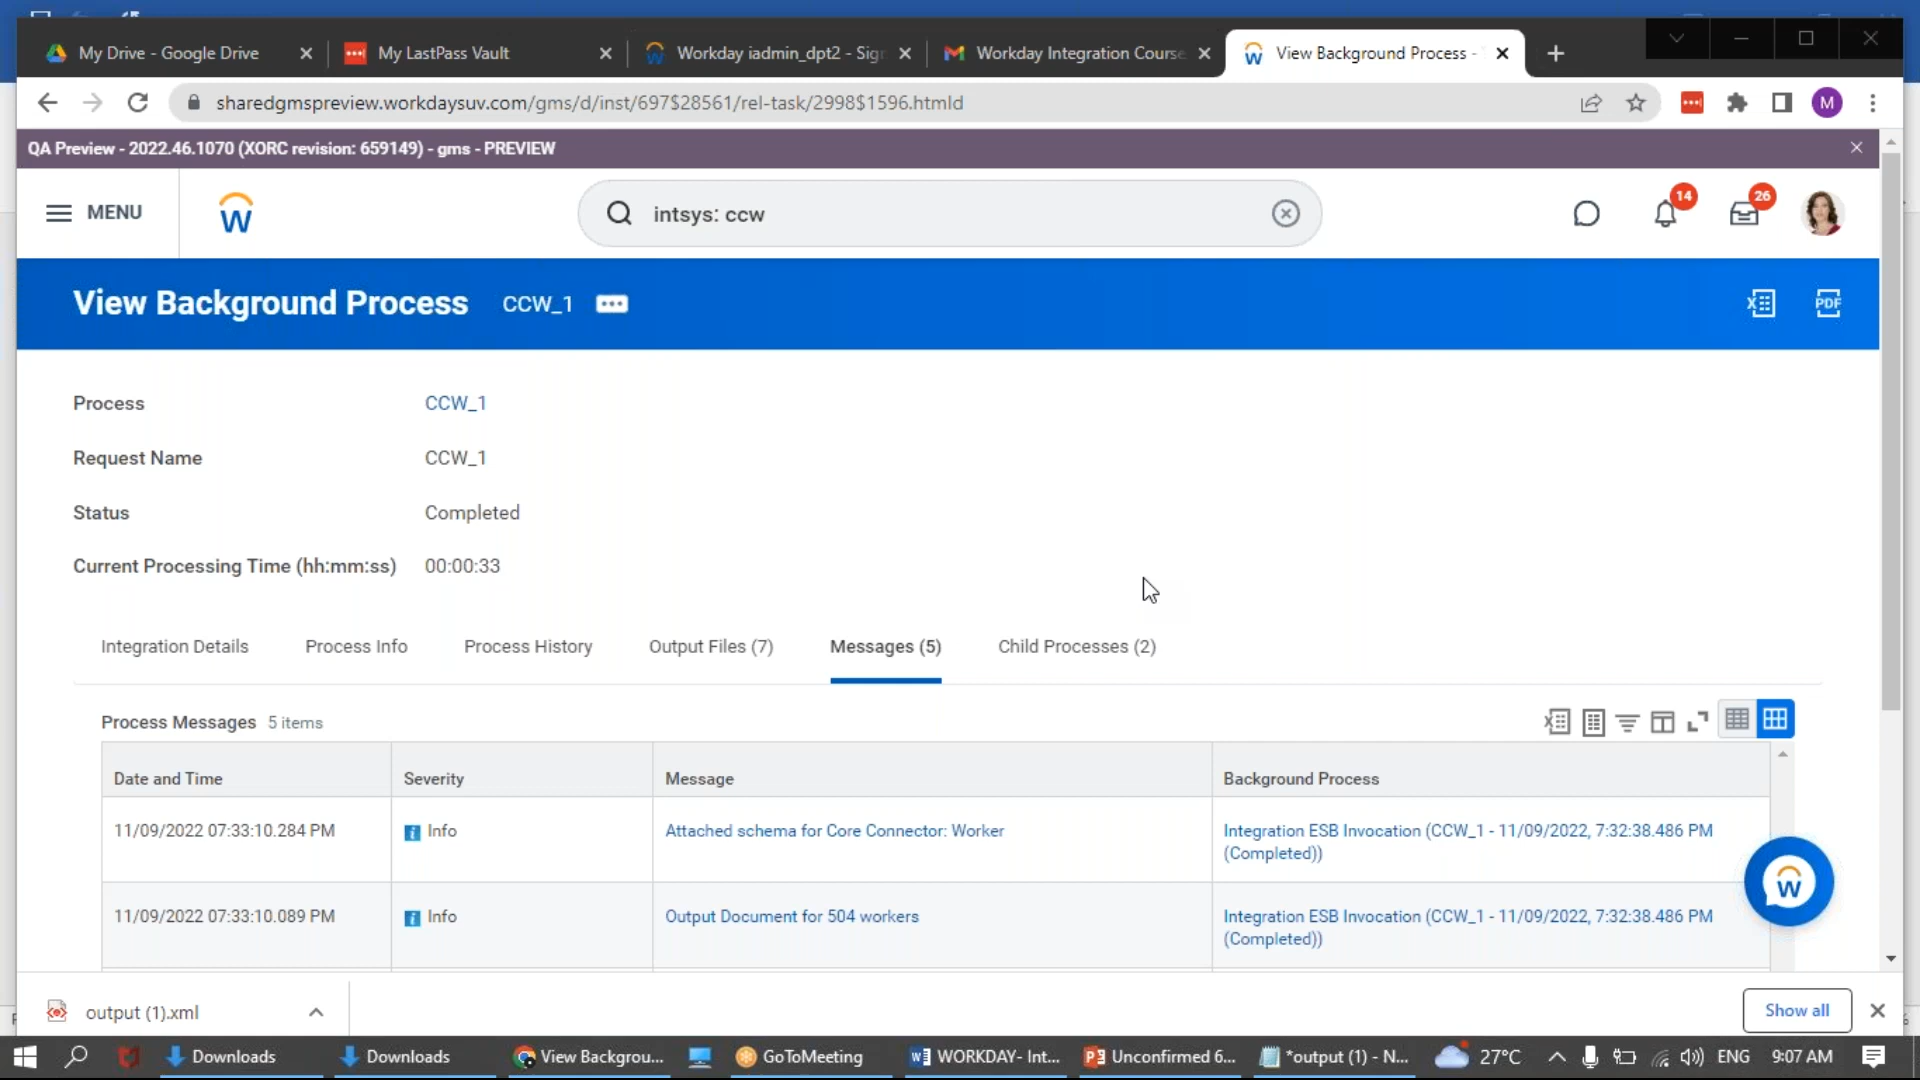 My Drive - Google Drive
My LastPass Vault
Workday iadmin_dpt2 - Sig
Workday Integration Course
View Background Process -
sharedgmspreview.workdaysuv.com/gms/d/inst/697$28561/rel-task/2998$1596.htmld
M
QA Preview - 2022.46.1070 (XORC revision: 659149) - gms - PREVIEW
MENU
intsys: ccw
14
26
View Background Process CCW_1
PDF
Process CCW_1
Request Name CCW_1
Status Completed
Current Processing Time (hh:mm:ss) 00:00:33
Integration Details Process Info Process History Output Files (7) Messages (5) Child Processes (2)
Process Messages 5 items
Date and Time Severity Message Background Process
11/09/2022 07:33:10.284 PM Info Attached schema for Core Connector: Worker Integration ESB Invocation (CCW_1 - 11/09/2022, 7:32:38.486 PM
(Completed))
11/09/2022 07:33:10.089 PM Info Output Document for 504 workers Integration ESB Invocation (CCW_1 - 11/09/2022, 7:32:38.486 PM
(Completed))
output (1).xml
Show all
Downloads Downloads View Backgrou... GoToMeeting WORKDAY- Int... Unconfirmed 6... *output (1) - N... 27°C ENG 9:07 AM